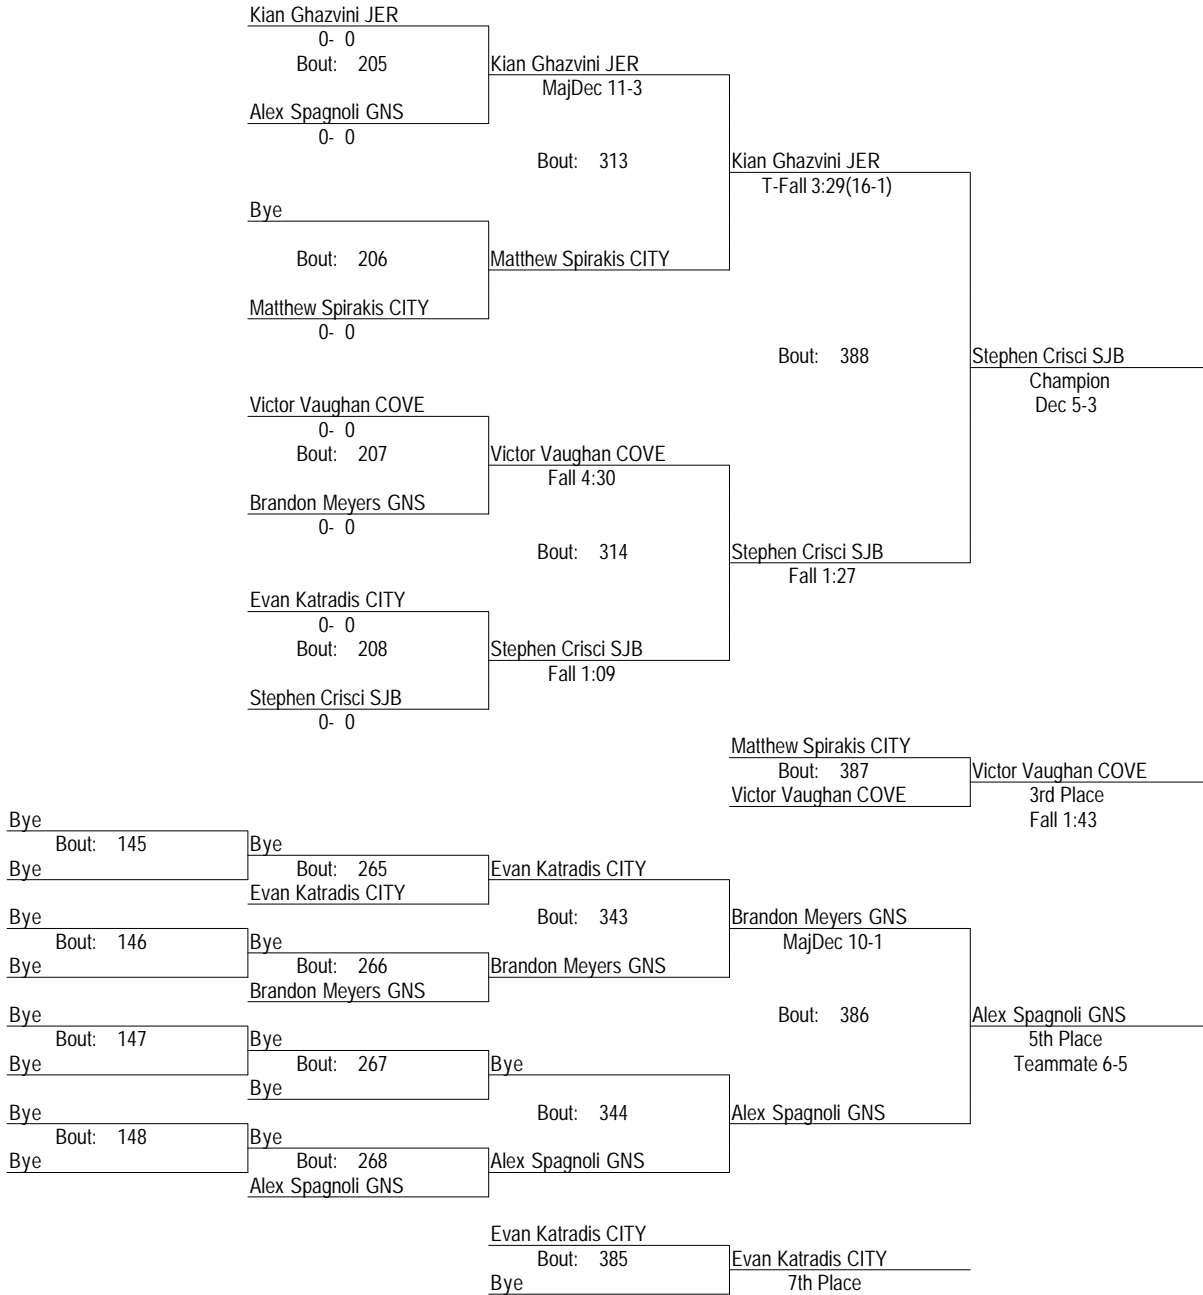 Kian Ghazvini JER
0- 0
Bout: 205
Kian Ghazvini JER
MajDec 11-3
Alex Spagnoli GNS
0- 0
Bout: 313
Kian Ghazvini JER
T-Fall 3:29(16-1)
Bye
Bout: 206
Matthew Spirakis CITY
Matthew Spirakis CITY
0- 0
Bout: 388
Stephen Crisci SJB
Champion
Dec 5-3
Victor Vaughan COVE
0- 0
Bout: 207
Victor Vaughan COVE
Fall 4:30
Brandon Meyers GNS
0- 0
Bout: 314
Stephen Crisci SJB
Fall 1:27
Evan Katradis CITY
0- 0
Bout: 208
Stephen Crisci SJB
Fall 1:09
Stephen Crisci SJB
0- 0
Matthew Spirakis CITY
Bout: 387
Victor Vaughan COVE
Victor Vaughan COVE
3rd Place
Fall 1:43
Bye
Bout: 145
Bye
Bye
Bout: 265
Evan Katradis CITY
Evan Katradis CITY
Bye
Bout: 146
Bye
Bye
Bout: 266
Brandon Meyers GNS
Brandon Meyers GNS
Bout: 343
Brandon Meyers GNS
MajDec 10-1
Bye
Bout: 147
Bye
Bye
Bout: 267
Bye
Bye
Bout: 386
Alex Spagnoli GNS
5th Place
Teammate 6-5
Bye
Bout: 148
Bye
Bye
Bout: 268
Alex Spagnoli GNS
Alex Spagnoli GNS
Bout: 344
Alex Spagnoli GNS
Evan Katradis CITY
Bout: 385
Bye
Evan Katradis CITY
7th Place